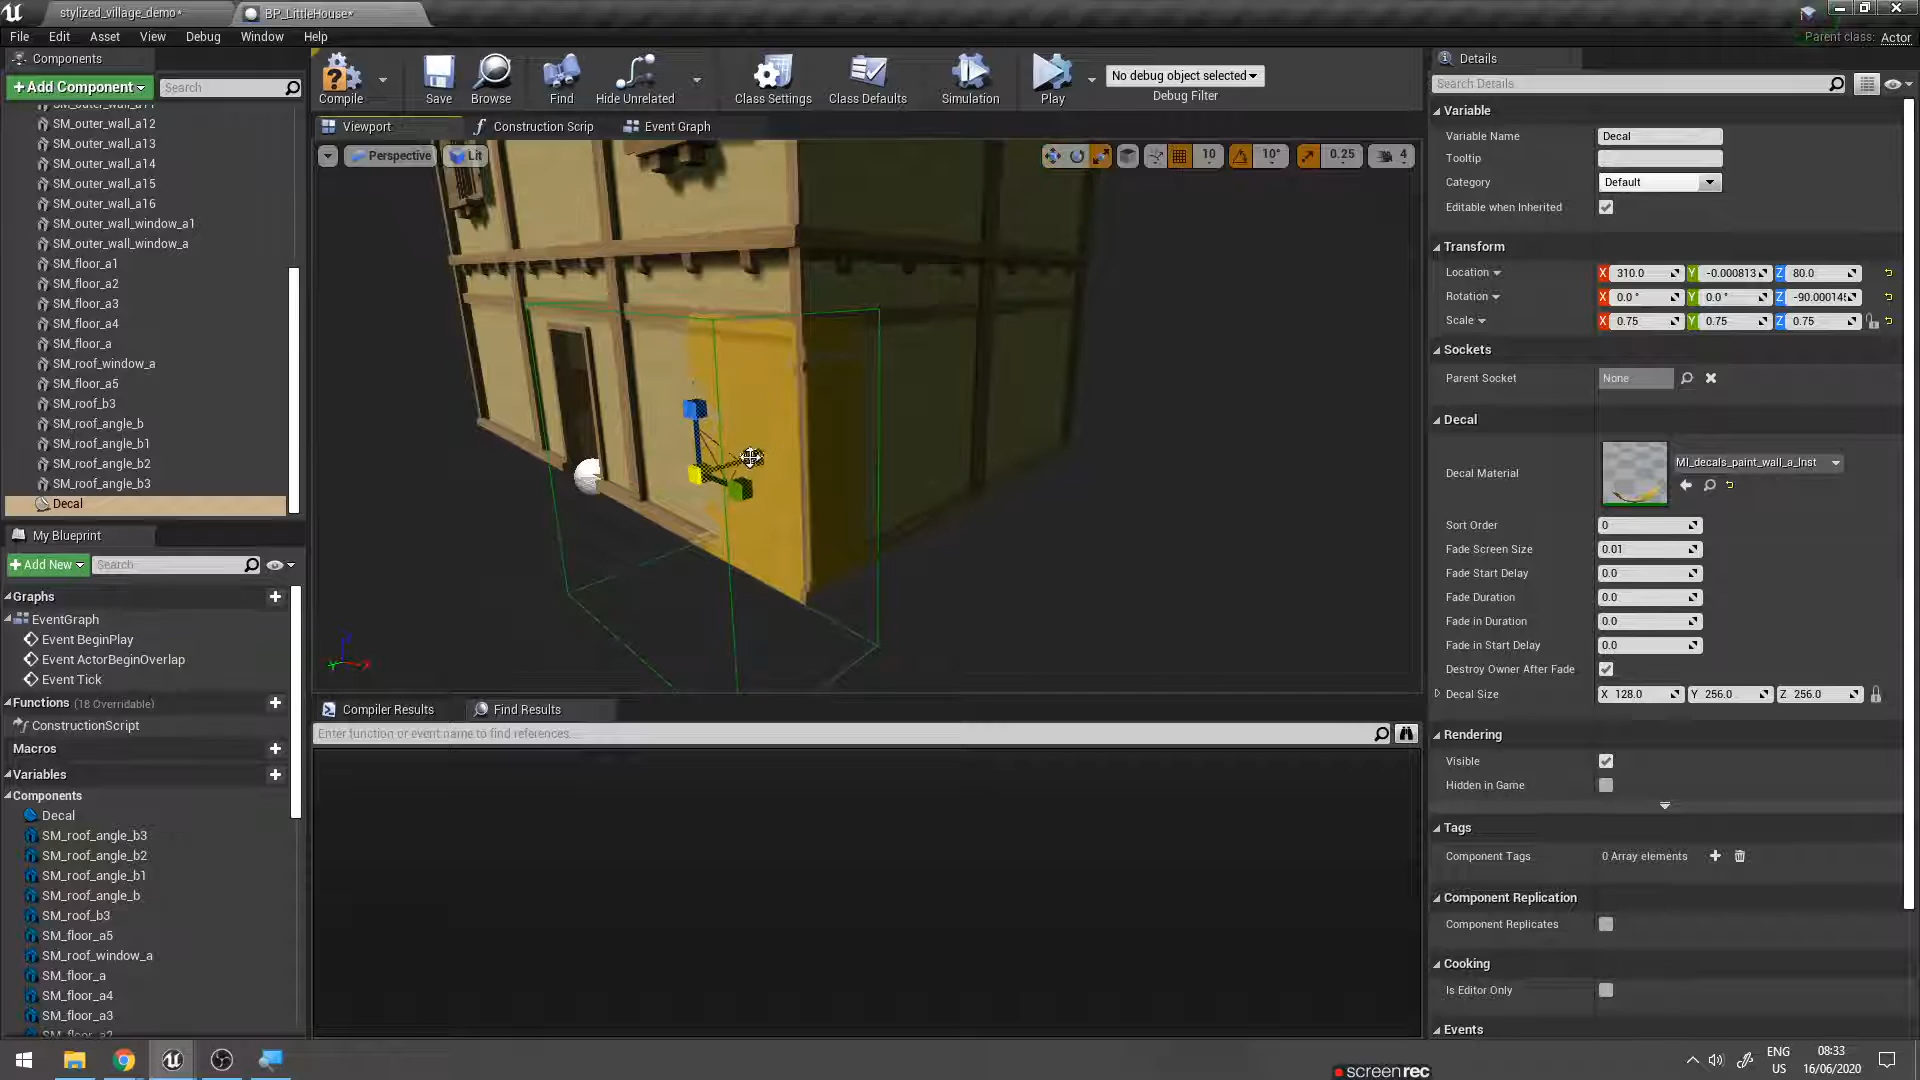 stylized_village_demo*
BP_LittleHouse*
File Edit Asset View Debug Window Help
Parent class: Actor
Components
+Add Component
Search
SM_outer_wall_a12
SM_outer_wall_a13
SM_outer_wall_a14
SM_outer_wall_a15
SM_outer_wall_a16
SM_outer_wall_window_a1
SM_outer_wall_window_a
SM_floor_a1
SM_floor_a2
SM_floor_a3
SM_floor_a4
SM_floor_a
SM_roof_window_a
SM_floor_a5
SM_roof_b3
SM_roof_angle_b
SM_roof_angle_b1
SM_roof_angle_b2
SM_roof_angle_b3
Decal
My Blueprint
+Add New
Search
Graphs
EventGraph
Event BeginPlay
Event ActorBeginOverlap
Event Tick
Functions (18 Overridable)
ConstructionScript
Macros
Variables
Components
Decal
SM_roof_angle_b3
SM_roof_angle_b2
SM_roof_angle_b1
SM_roof_angle_b
SM_roof_b3
SM_floor_a5
SM_roof_window_a
SM_floor_a
SM_floor_a4
SM_floor_a3
Compile Save Browse Find Hide Unrelated Class Settings Class Defaults Simulation Play
No debug object selected
Debug Filter
Viewport Construction Scrip Event Graph
Perspective Lit
10 10° 0.25 4
Compiler Results Find Results
Enter function or event name to find references...
Details
Search Details
Variable
Variable Name Decal
Tooltip
Category Default
Editable when Inherited
Transform
Location X 310.0 Y -0.000813 Z 80.0
Rotation X 0.0 ° Y 0.0 ° Z -90.000145
Scale X 0.75 Y 0.75 Z 0.75
Sockets
Parent Socket None
Decal
Decal Material MI_decals_paint_wall_a_Inst
Sort Order 0
Fade Screen Size 0.01
Fade Start Delay 0.0
Fade Duration 0.0
Fade in Duration 0.0
Fade in Start Delay 0.0
Destroy Owner After Fade
Decal Size X 128.0 Y 256.0 Z 256.0
Rendering
Visible
Hidden in Game
Tags
Component Tags 0 Array elements
Component Replication
Component Replicates
Cooking
Is Editor Only
Events
ENG
US
08:33
16/06/2020
screenrec